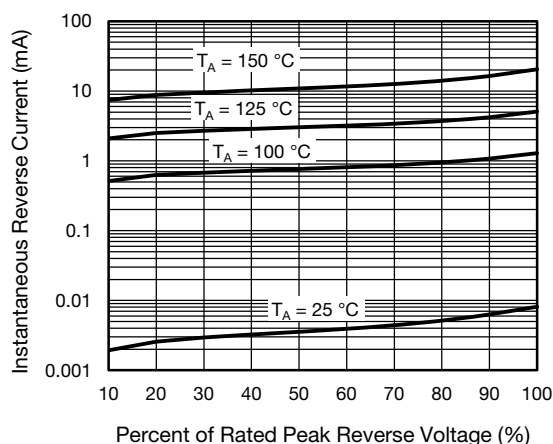 Instantaneous Reverse Current (mA)
100
10
1
0.1
0.01
0.001
T_A = 150 °C
T_A = 125 °C
T_A = 100 °C
T_A = 25 °C
10 20 30 40 50 60 70 80 90 100
Percent of Rated Peak Reverse Voltage (%)